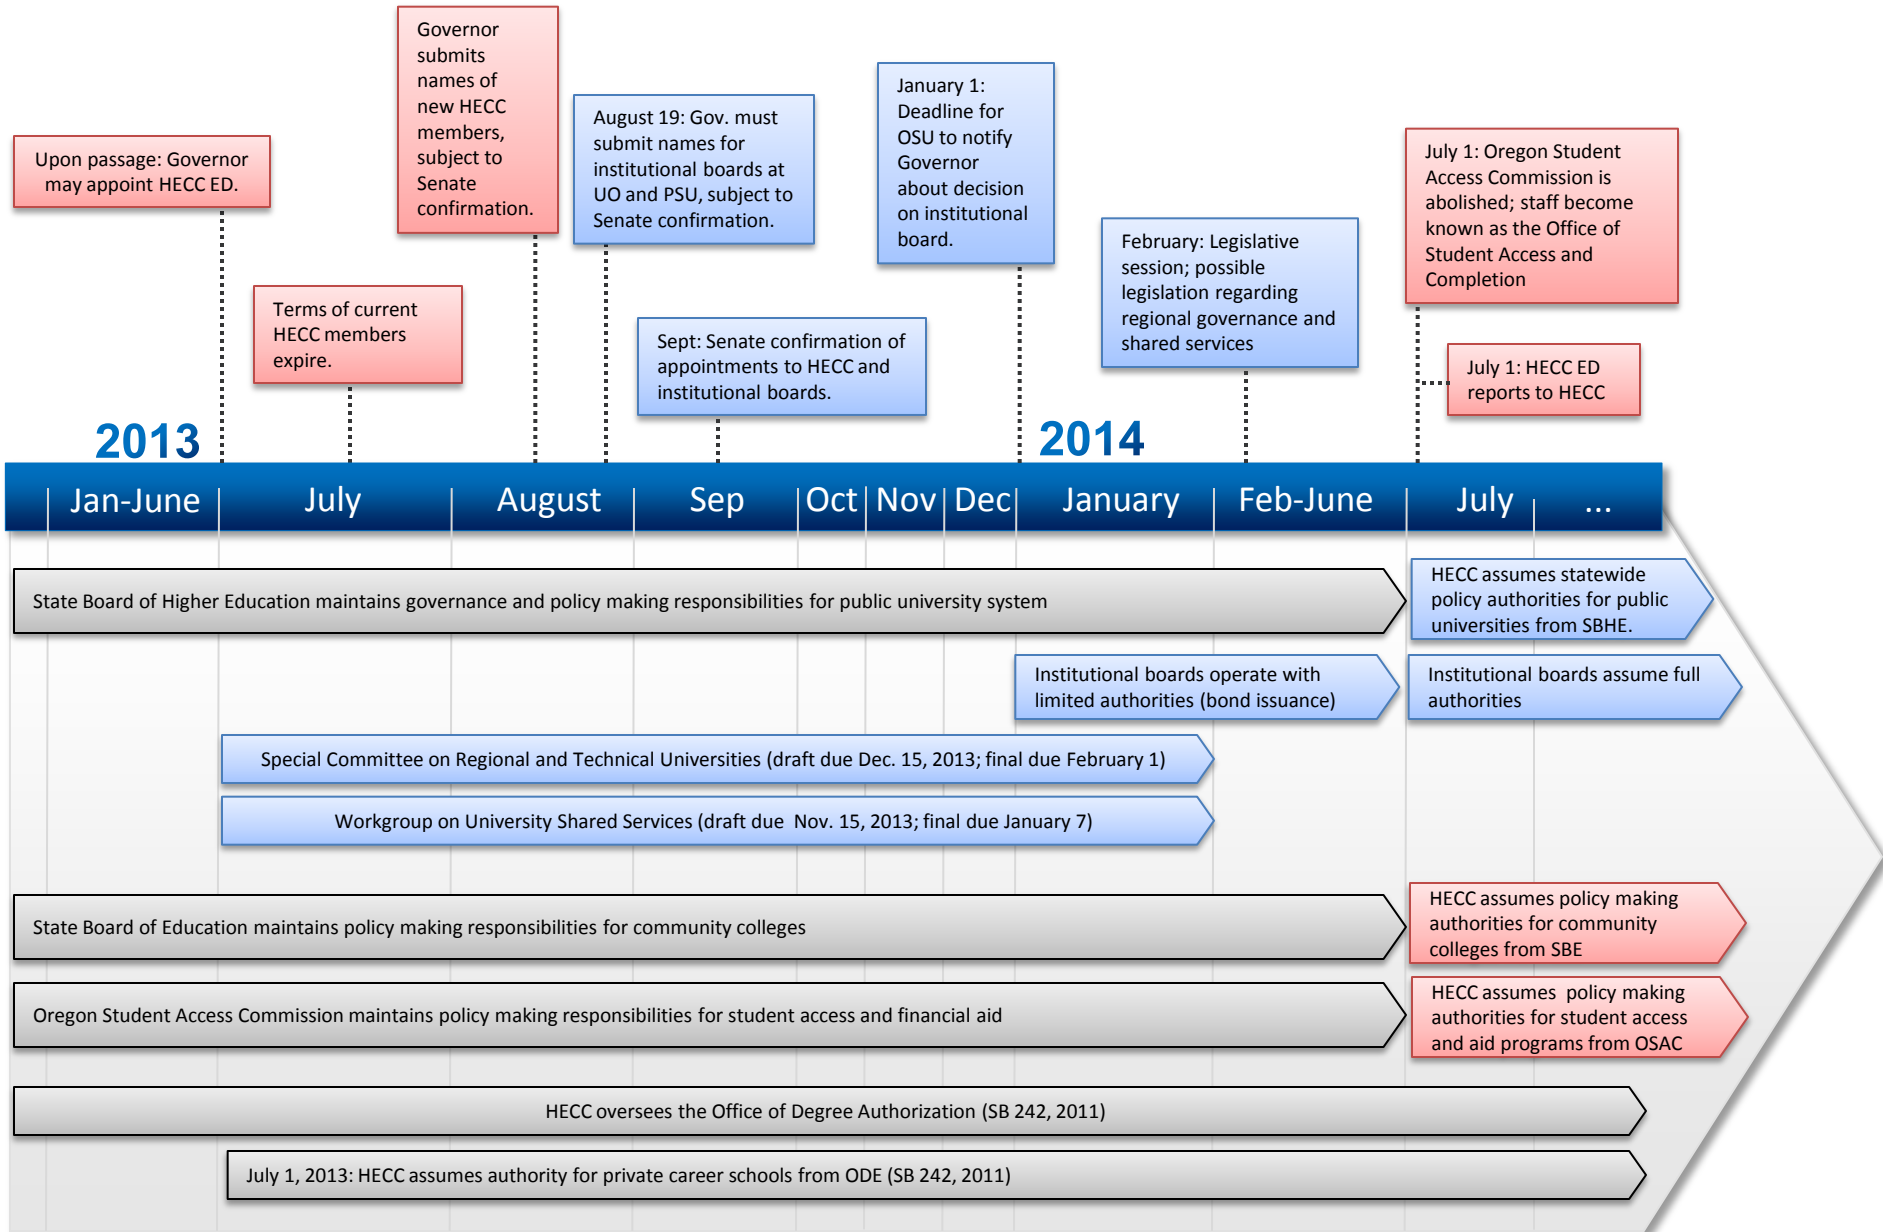 Governor
submits
names of
new HECC
members,
subject to
Senate
confirmation.
Upon passage: Governor
may appoint HECC ED.
Terms of current
HECC members
expire.
August 19: Gov. must
submit names for
institutional boards at
UO and PSU, subject to
Senate confirmation.
Sept: Senate confirmation of
appointments to HECC and
institutional boards.
January 1:
Deadline for
OSU to notify
Governor
about decision
on institutional
board.
February: Legislative
session; possible
legislation regarding
regional governance and
shared services
July 1: Oregon Student
Access Commission is
abolished; staff become
known as the Office of
Student Access and
Completion
July 1: HECC ED
reports to HECC
2013
2014
Jan-June July August Sep Oct Nov Dec January Feb-June July ...
State Board of Higher Education maintains governance and policy making responsibilities for public university system
HECC assumes statewide
policy authorities for public
universities from SBHE.
Institutional boards operate with
limited authorities (bond issuance)
Institutional boards assume full
authorities
Special Committee on Regional and Technical Universities (draft due Dec. 15, 2013; final due February 1)
Workgroup on University Shared Services (draft due Nov. 15, 2013; final due January 7)
State Board of Education maintains policy making responsibilities for community colleges
HECC assumes policy making
authorities for community
colleges from SBE
Oregon Student Access Commission maintains policy making responsibilities for student access and financial aid
HECC assumes policy making
authorities for student access
and aid programs from OSAC
HECC oversees the Office of Degree Authorization (SB 242, 2011)
July 1, 2013: HECC assumes authority for private career schools from ODE (SB 242, 2011)